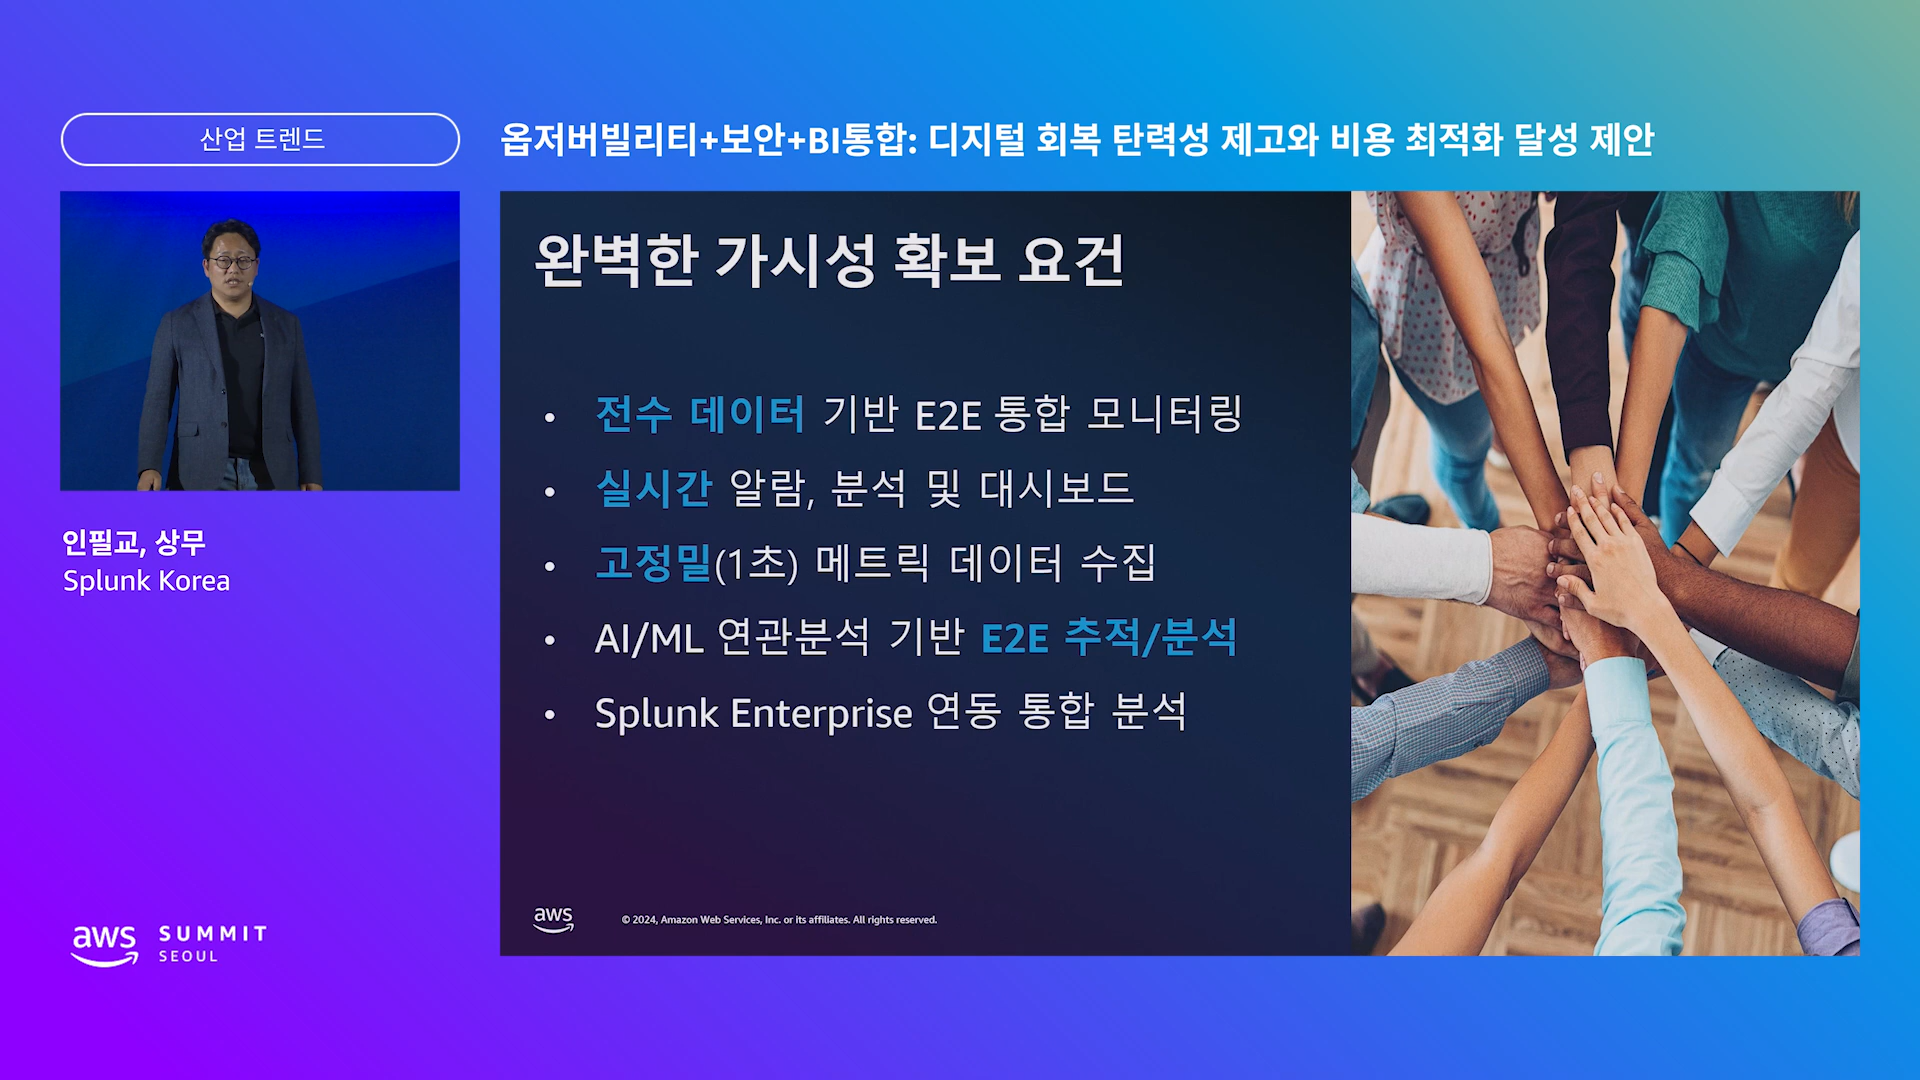 산업 트렌드
옵저버빌리티+보안+BI통합: 디지털 회복 탄력성 제고와 비용 최적화 달성 제안
인필교, 상무
Splunk Korea
완벽한 가시성 확보 요건
• 전수 데이터 기반 E2E 통합 모니터링
• 실시간 알람, 분석 및 대시보드
• 고정밀(1초) 메트릭 데이터 수집
• AI/ML 연관분석 기반 E2E 추적/분석
• Splunk Enterprise 연동 통합 분석
aws
© 2024, Amazon Web Services, Inc. or its affiliates. All rights reserved.
aws SUMMIT
SEOUL